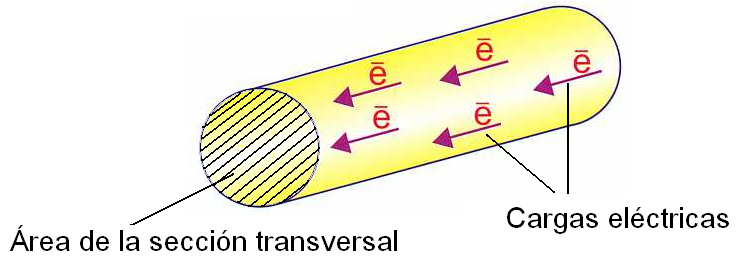 ē
ē
ē
ē
ē
Cargas eléctricas
Área de la sección transversal